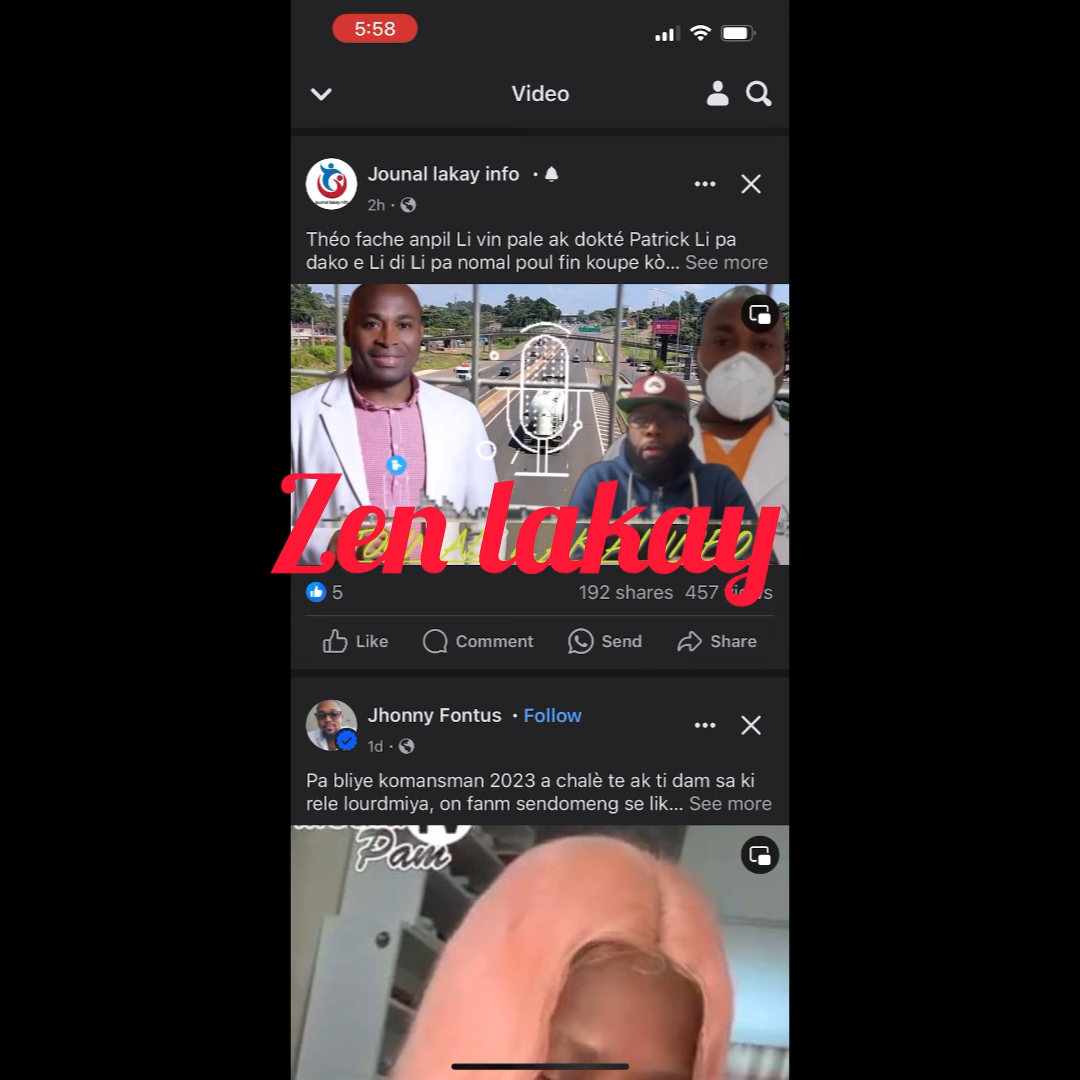 5:58
Video
Jounal lakay info ·
2h ·
Théo fache anpil Li vin pale ak dokté Patrick Li pa
dako e Li di Li pa nomal poul fin koupe kò... See more
Zen lakay
5
192 shares 457 views
Like Comment Send Share
Jhonny Fontus · Follow
1d ·
Pa bliye komansman 2023 a chalè te ak ti dam sa ki
rele lourdmiya, on fanm sendomeng se lik... See more
Pam